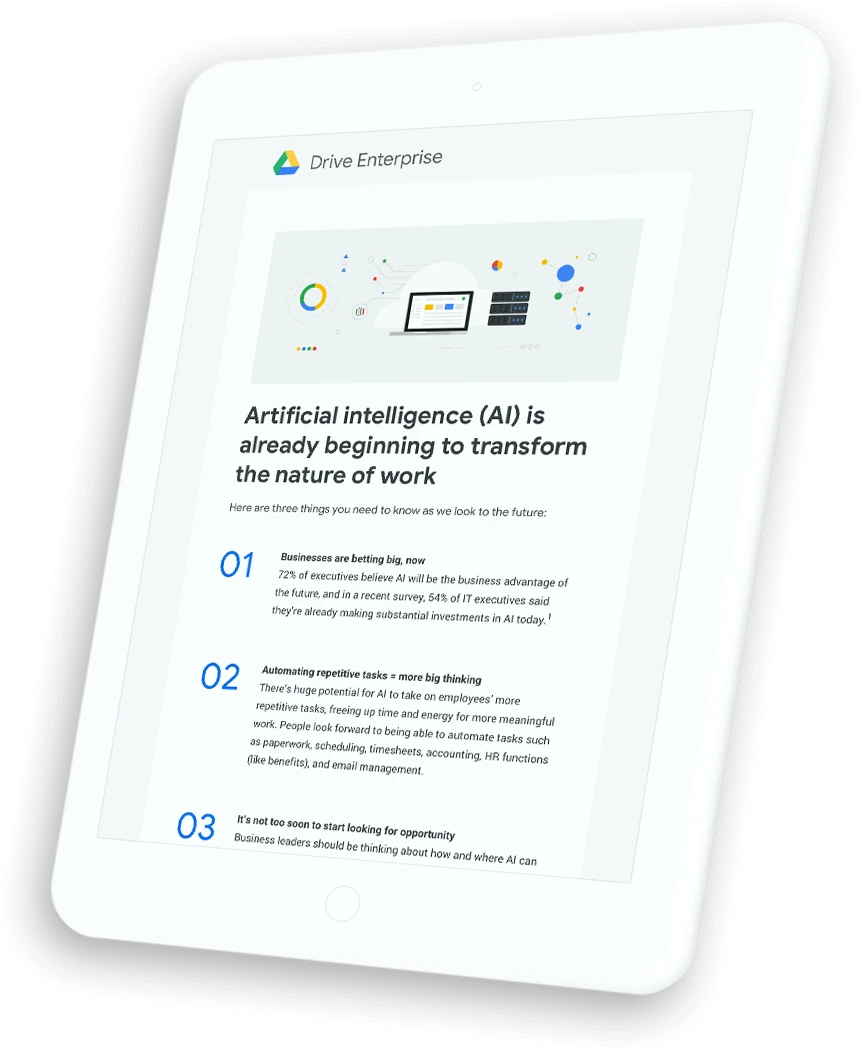 Drive Enterprise
Artificial intelligence (AI) is
already beginning to transform
the nature of work
Here are three things you need to know as we look to the future:
01
Businesses are betting big, now
72% of executives believe AI will be the business advantage of
the future, and in a recent survey, 54% of IT executives said
they're already making substantial investments in AI today.¹
02
Automating repetitive tasks = more big thinking
There's huge potential for AI to take on employees' more
repetitive tasks, freeing up time and energy for more meaningful
work. People look forward to being able to automate tasks such
as paperwork, scheduling, timesheets, accounting, HR functions
(like benefits), and email management.
03
It's not too soon to start looking for opportunity
Business leaders should be thinking about how and where AI can